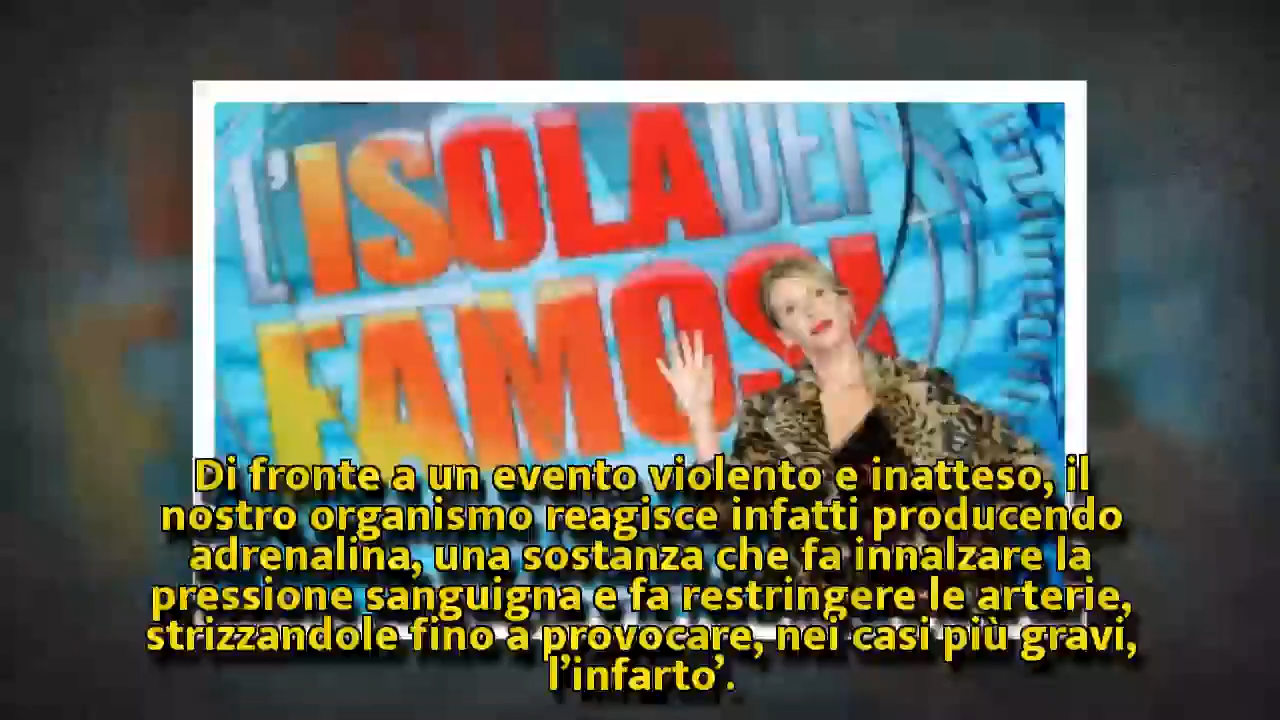 L'ISOLA DEI
FAMOSI
Di fronte a un evento violento e inatteso, il
nostro organismo reagisce infatti producendo
adrenalina, una sostanza che fa innalzare la
pressione sanguigna e fa restringere le arterie,
strizzandole fino a provocare, nei casi più gravi,
l’infarto’.